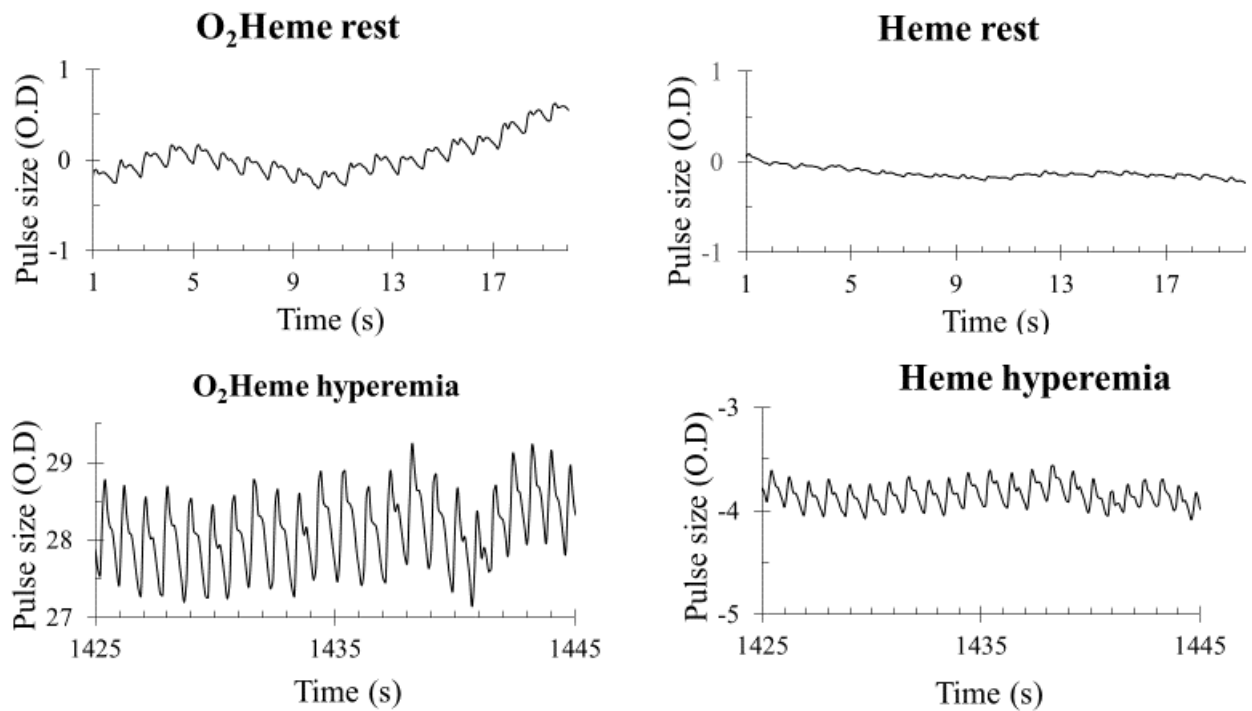 O₂Heme rest
Pulse size (O.D)
1
0
-1
1 5 9 13 17
Time (s)
Heme rest
Pulse size (O.D)
1
0
-1
1 5 9 13 17
Time (s)
O₂Heme hyperemia
Pulse size (O.D)
29
28
27
1425 1435 1445
Time (s)
Heme hyperemia
Pulse size (O.D)
-3
-4
-5
1425 1435 1445
Time (s)